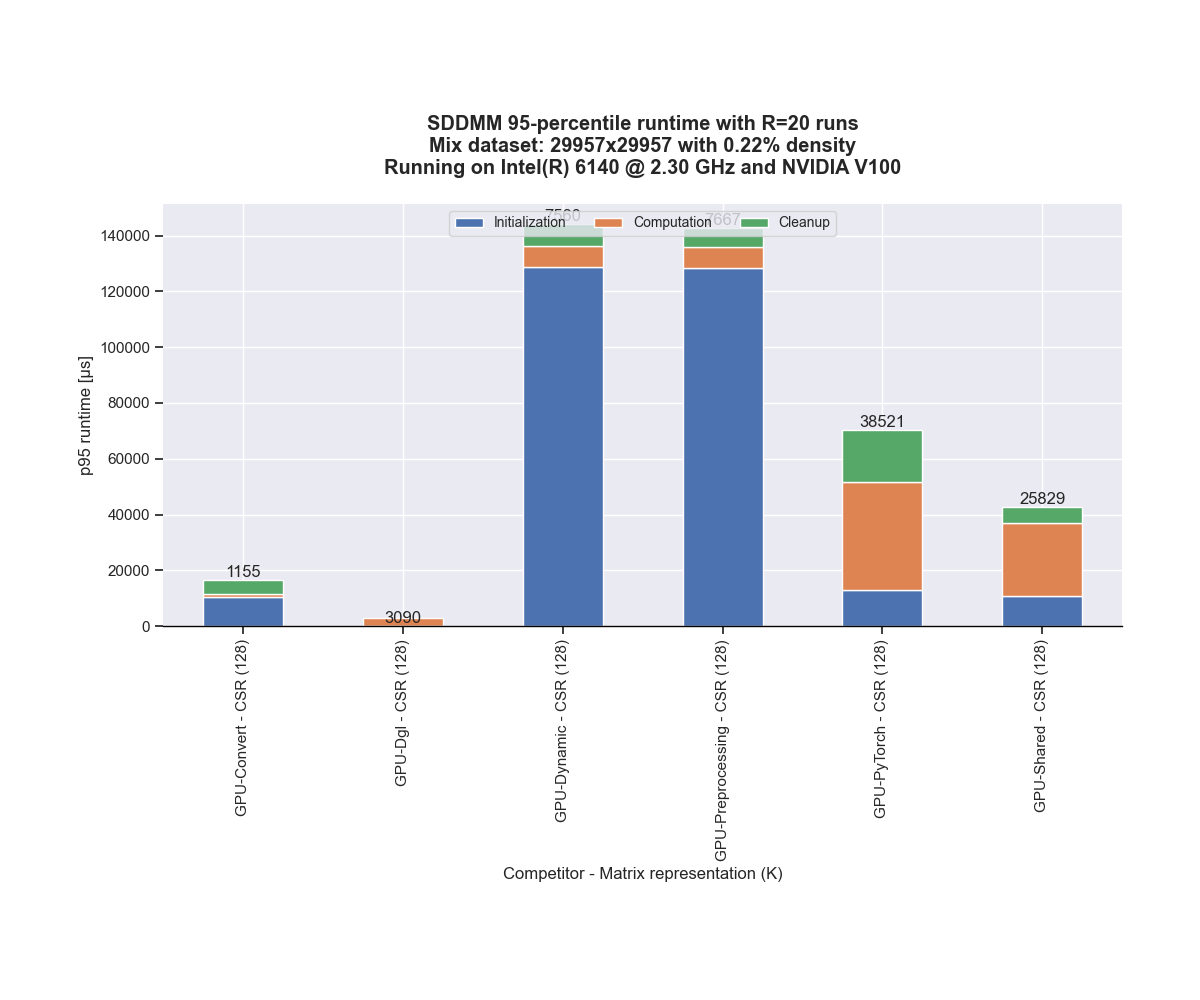 SDDMM 95-percentile runtime with R=20 runs
Mix dataset: 29957x29957 with 0.22% density
Running on Intel(R) 6140 @ 2.30 GHz and NVIDIA V100
7560
7667
Initialization
Computation
Cleanup
140000
120000
100000
80000
60000
40000
20000
0
p95 runtime [µs]
38521
25829
1155
3090
GPU-Convert - CSR (128)
GPU-Dgl - CSR (128)
GPU-Dynamic - CSR (128)
GPU-Preprocessing - CSR (128)
GPU-PyTorch - CSR (128)
GPU-Shared - CSR (128)
Competitor - Matrix representation (K)